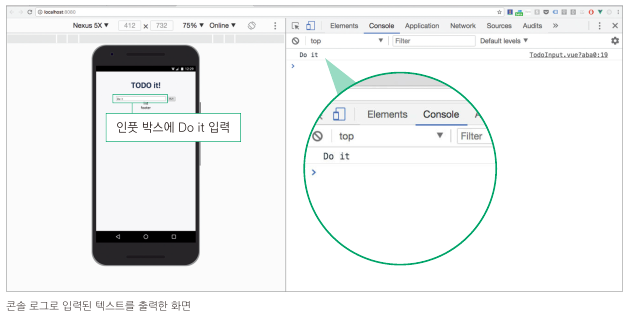 localhost:8080
Nexus 5X ▼ 412 x 732 75% ▼ Online ▼
Elements Console Application Network Sources Audits »
top ▼ Filter Default levels ▼
Do it TodoInput.vue?aba0:19
>
TODO it!
Do it
인풋 박스에 Do it 입력
Elements Console
top ▼ Filter
Do it
>
콘솔 로그로 입력된 텍스트를 출력한 화면